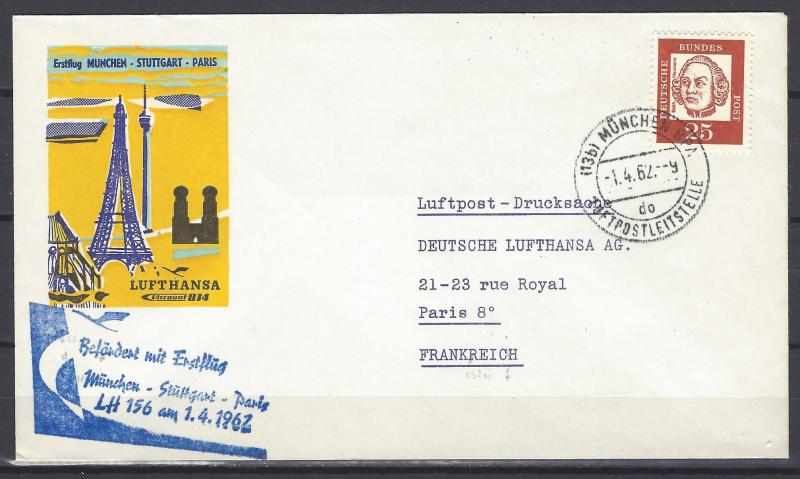 Erstflug MÜNCHEN - STUTTGART - PARIS
LUFTHANSA
Viscount 814
DEUTSCHE
BUNDES
POST
25
(13b) MÜNCHEN BPA
-1.4.62.--9
do
LUFTPOSTLEITSTELLE
Luftpost-Drucksache
DEUTSCHE LUFTHANSA AG.
21-23 rue Royal
Paris 8°
FRANKREICH
Befördert mit Erstflug
München - Stuttgart - Paris
LH 156 am 1.4.1962